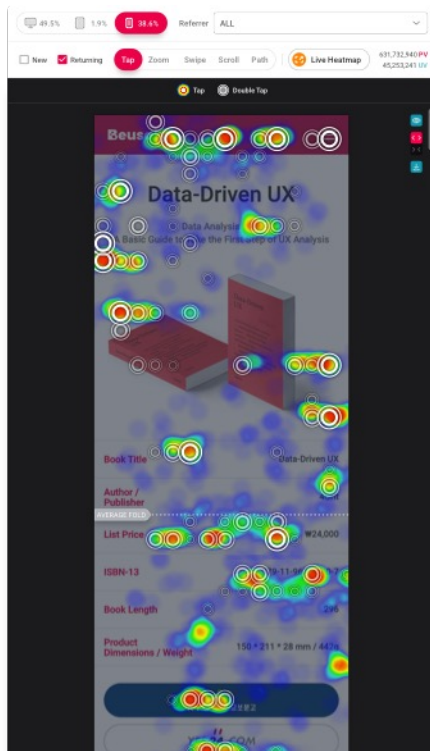 49.5% 1.9% 38.6% Referrer ALL
New Returning Tap Zoom Swipe Scroll Path Live Heatmap 631,732,940 PV
45,253,241 UV
Tap Double Tap
Beus
Data-Driven UX
Data Analysis
A Basic Guide to the First Step of UX Analysis
Book Title Data-Driven UX
Author /
Publisher
AVERAGE FOLD
List Price ₩24,000
ISBN-13
Book Length 296
Product
Dimensions / Weight 150 * 211 * 28 mm / 442g
.COM